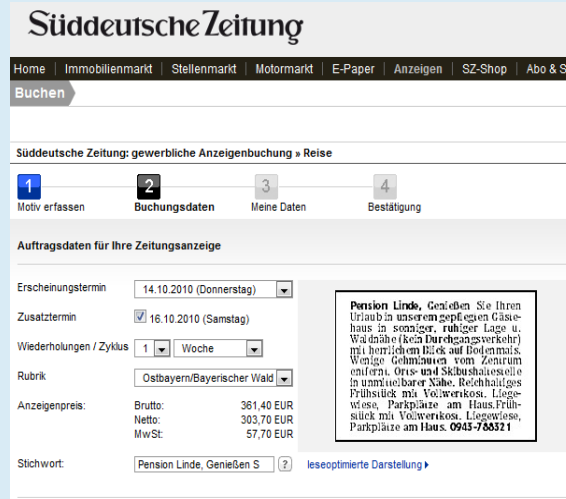 Süddeutsche Zeitung
Home | Immobilienmarkt | Stellenmarkt | Motormarkt | E-Paper | Anzeigen | SZ-Shop | Abo & S
Buchen
Süddeutsche Zeitung: gewerbliche Anzeigenbuchung » Reise
1 2 3 4
Motiv erfassen Buchungsdaten Meine Daten Bestätigung
Auftragsdaten für Ihre Zeitungsanzeige
Erscheinungstermin 14.10.2010 (Donnerstag)
Zusatztermin 16.10.2010 (Samstag)
Wiederholungen / Zyklus 1 Woche
Rubrik Ostbayern/Bayerischer Wald
Anzeigenpreis: Brutto: 361,40 EUR
Netto: 303,70 EUR
MwSt: 57,70 EUR
Stichwort: Pension Linde, Genießen S ? leseoptimierte Darstellung
Pension Linde, Genießen Sie Ihren
Urlaub in unserem gepflegten Gäste-
haus in sonniger, ruhiger Lage u.
Waldnähe (kein Durchgangsverkehr)
mit herrlichem Blick auf Bodenmais.
Wenige Gehminuten vom Zentrum
entfernt. Orts- und Skibushaltestelle
in unmittelbarer Nähe. Reichhaltiges
Frühstück mit Vollwertkost. Liege-
wiese, Parkplätze am Haus.Früh-
stück mit Vollwertkost. Liegewiese,
Parkplätze am Haus. 0943-788321